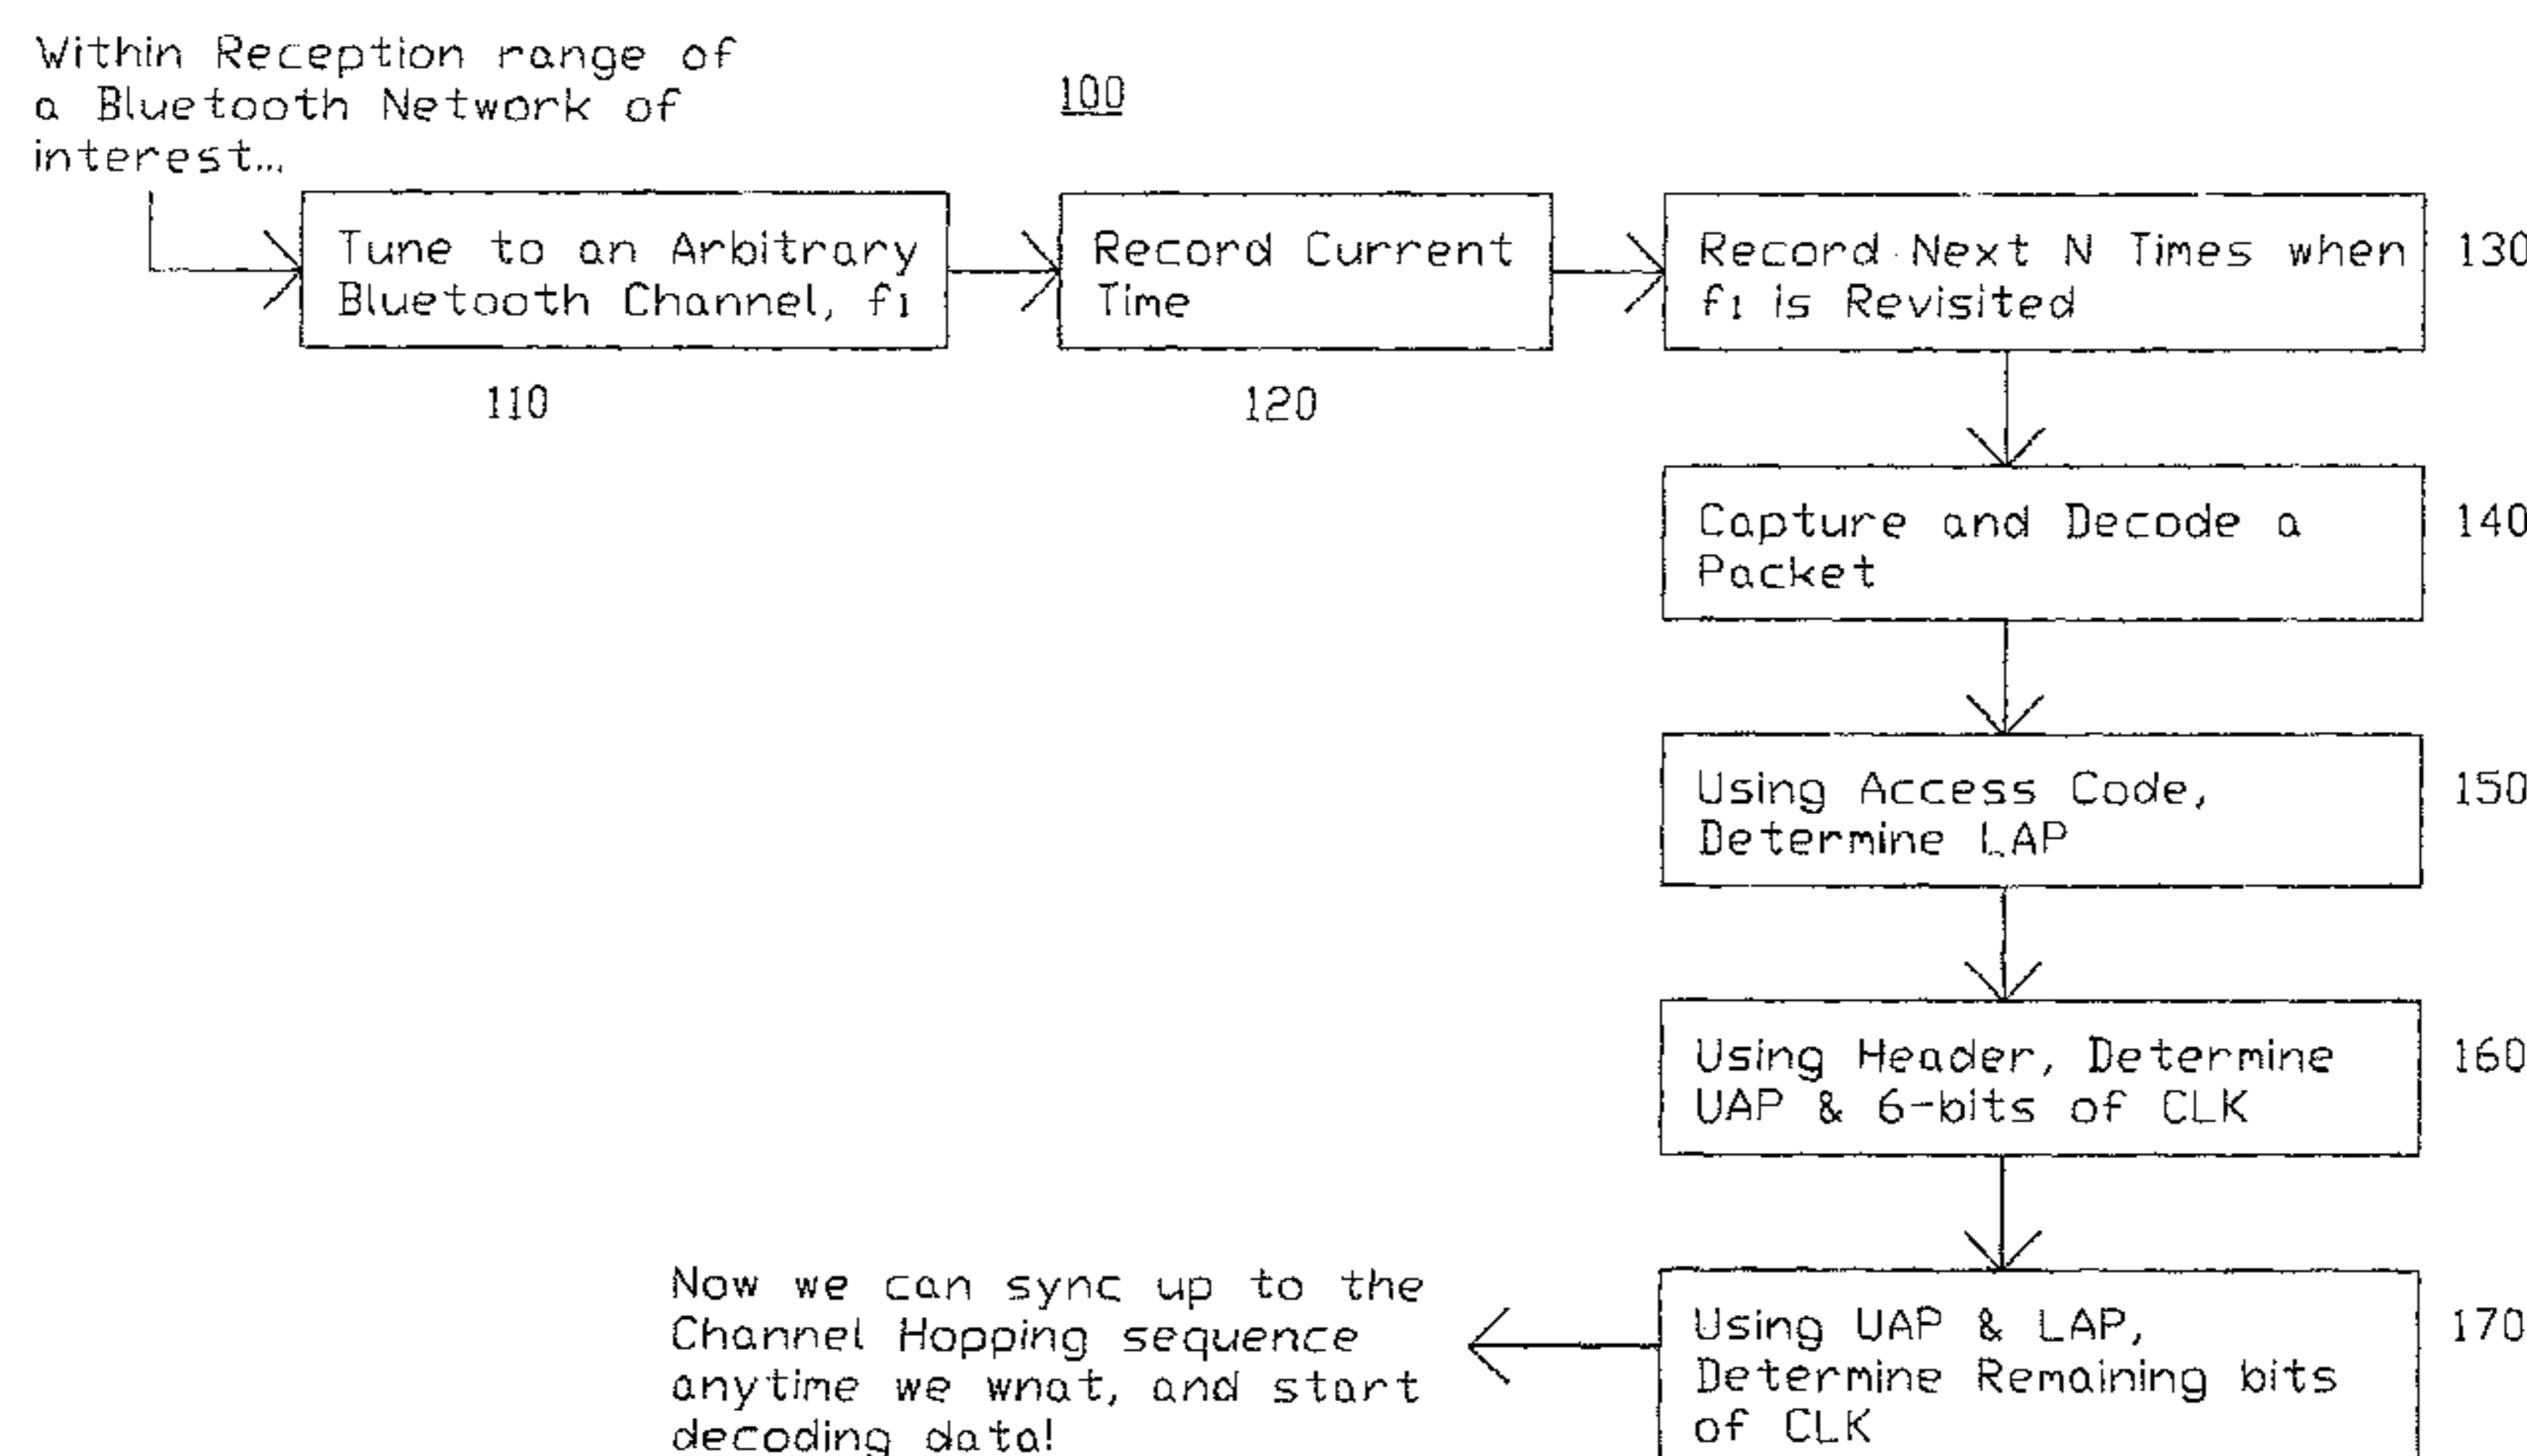 Within Reception range of
a Bluetooth Network of
interest...
100
Tune to an Arbitrary
Bluetooth Channel, f1
110
Record Current
Time
120
Record Next N Times when
f1 is Revisited
130
Capture and Decode a
Packet
140
Using Access Code,
Determine LAP
150
Using Header, Determine
UAP & 6-bits of CLK
160
Using UAP & LAP,
Determine Remaining bits
of CLK
170
Now we can sync up to the
Channel Hopping sequence
anytime we wnat, and start
decoding data!